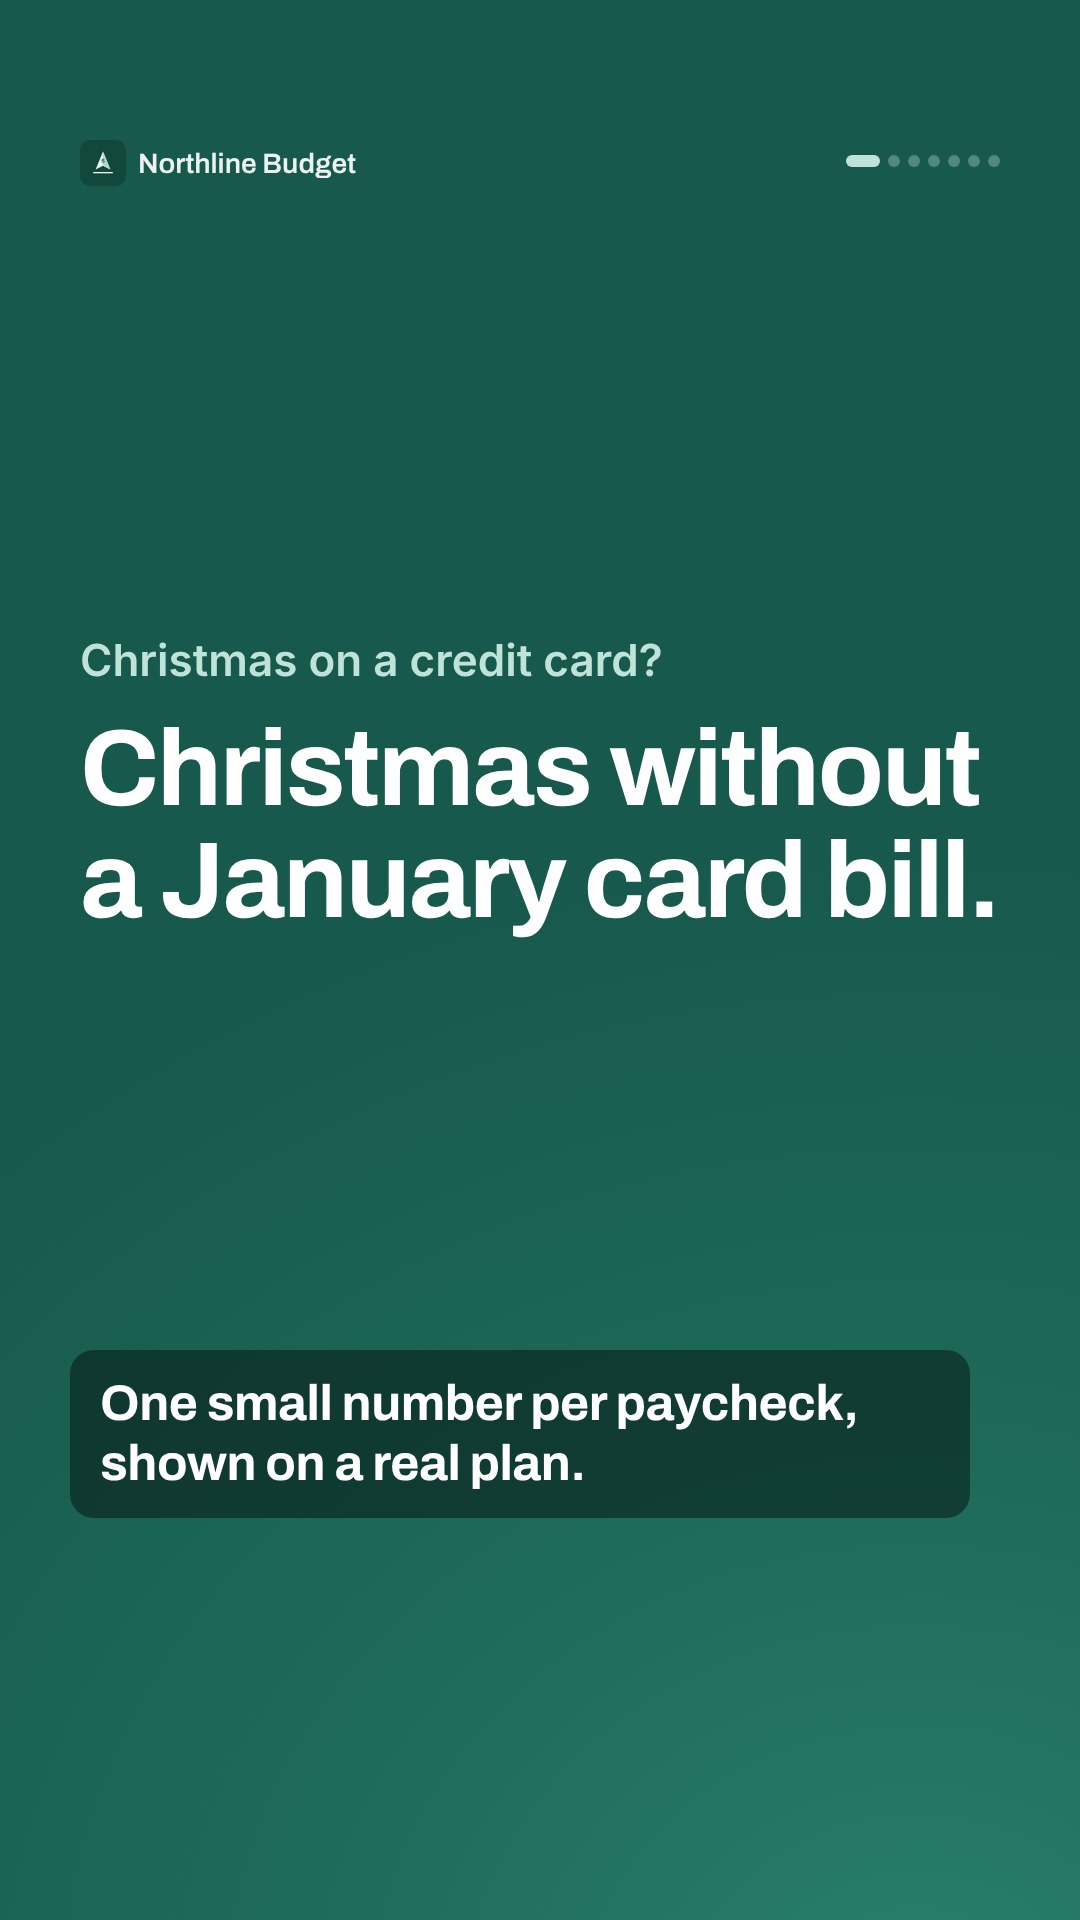 Northline Budget
Christmas on a credit card?
Christmas without
a January card bill.
One small number per paycheck,
shown on a real plan.